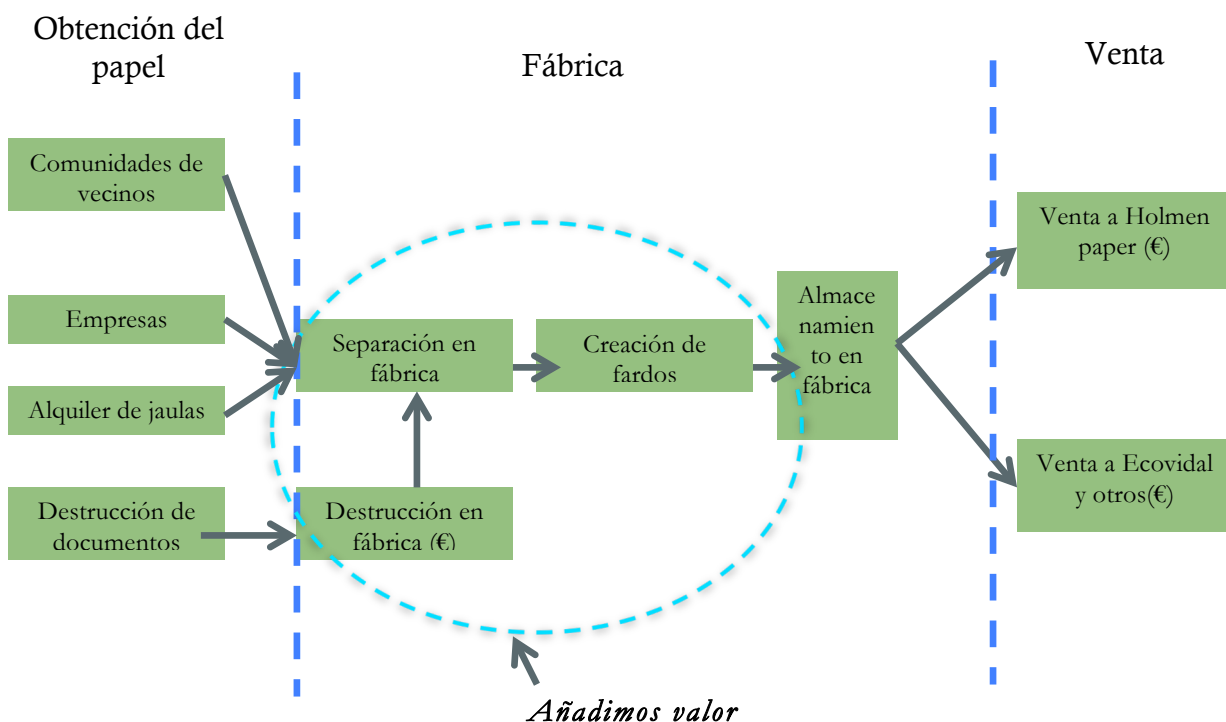 Obtención del
papel
Fábrica
Venta
Comunidades de
vecinos
Empresas
Alquiler de jaulas
Destrucción de
documentos
Separación en
fábrica
Creación de
fardos
Destrucción en
fábrica (€)
Almace
namien
to en
fábrica
Venta a Holmen
paper (€)
Venta a Ecovidal
y otros(€)
Añadimos valor